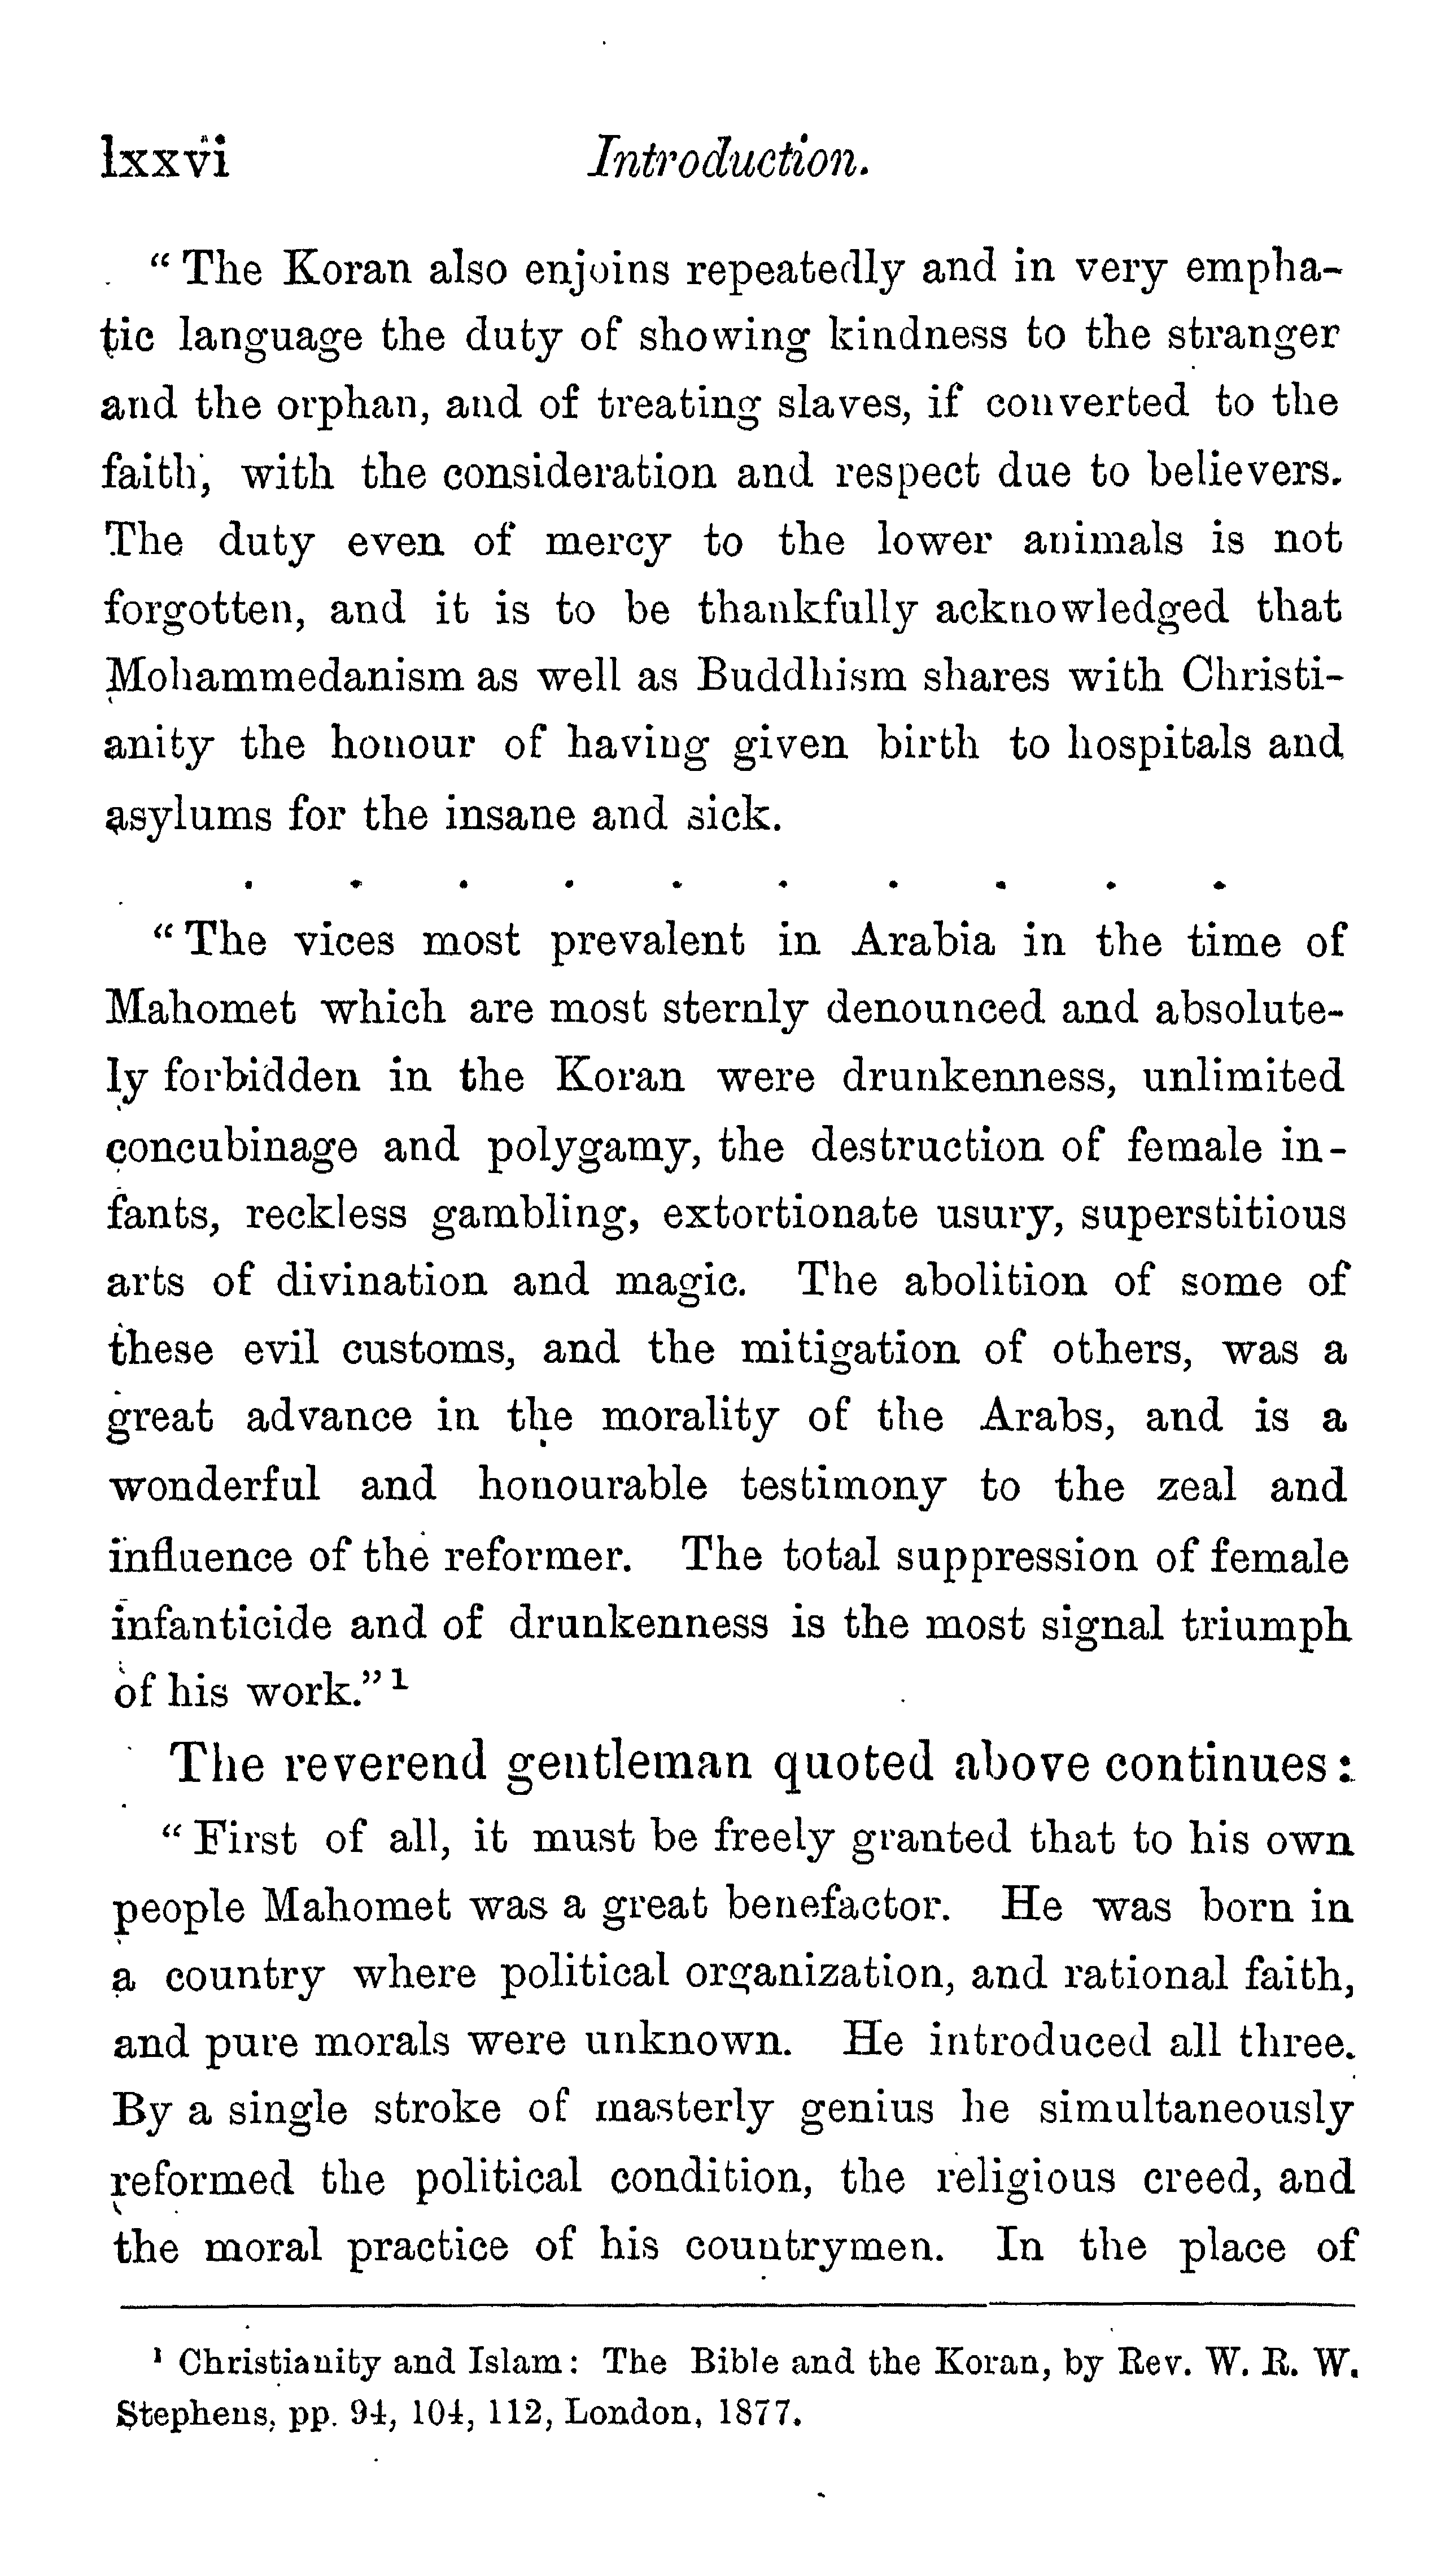 lxxvi Introduction.
“ The Koran also enjoins repeatedly and in very empha-
tic language the duty of showing kindness to the stranger
and the orphan, and of treating slaves, if converted to the
faith, with the consideration and respect due to believers.
The duty even of mercy to the lower animals is not
forgotten, and it is to be thankfully acknowledged that
Mohammedanism as well as Buddhism shares with Christi-
anity the honour of having given birth to hospitals and
asylums for the insane and sick.
. . . . . . . . . .
“ The vices most prevalent in Arabia in the time of
Mahomet which are most sternly denounced and absolute-
ly forbidden in the Koran were drunkenness, unlimited
concubinage and polygamy, the destruction of female in-
fants, reckless gambling, extortionate usury, superstitious
arts of divination and magic. The abolition of some of
these evil customs, and the mitigation of others, was a
great advance in the morality of the Arabs, and is a
wonderful and honourable testimony to the zeal and
influence of the reformer. The total suppression of female
infanticide and of drunkenness is the most signal triumph
of his work.” 1
The reverend gentleman quoted above continues :
“ First of all, it must be freely granted that to his own
people Mahomet was a great benefactor. He was born in
a country where political organization, and rational faith,
and pure morals were unknown. He introduced all three.
By a single stroke of masterly genius he simultaneously
reformed the political condition, the religious creed, and
the moral practice of his countrymen. In the place of
1 Christianity and Islam : The Bible and the Koran, by Rev. W. R. W.
Stephens, pp. 94, 104, 112, London, 1877.